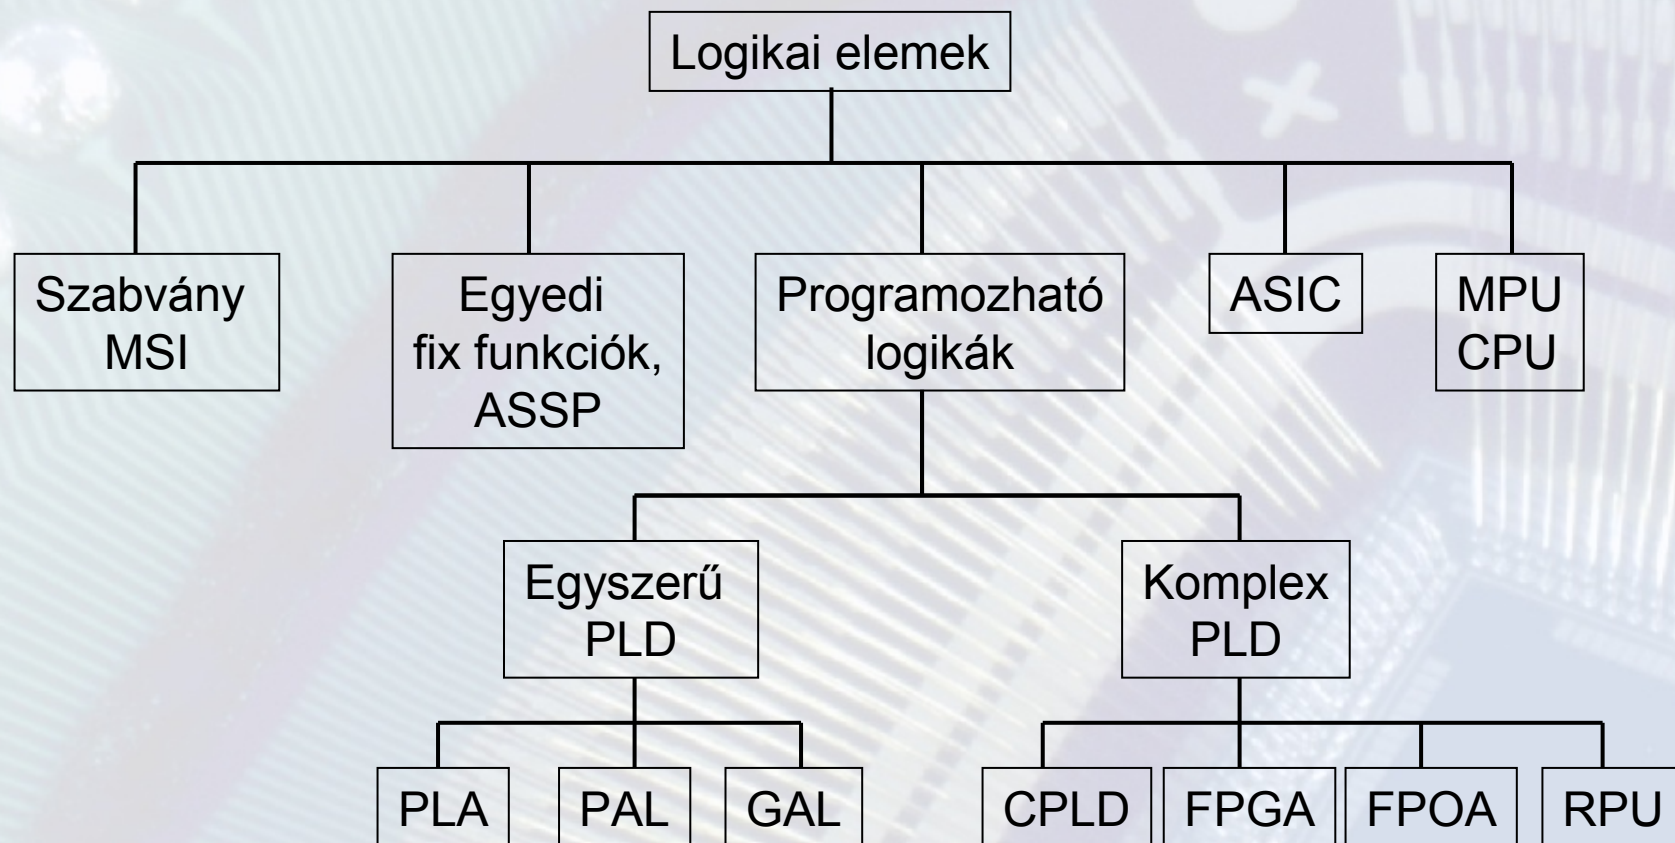 Logikai elemek
Szabvány
MSI
Egyedi
fix funkciók,
ASSP
Programozható
logikák
ASIC
MPU
CPU
Egyszerű
PLD
Komplex
PLD
PLA
PAL
GAL
CPLD
FPGA
FPOA
RPU